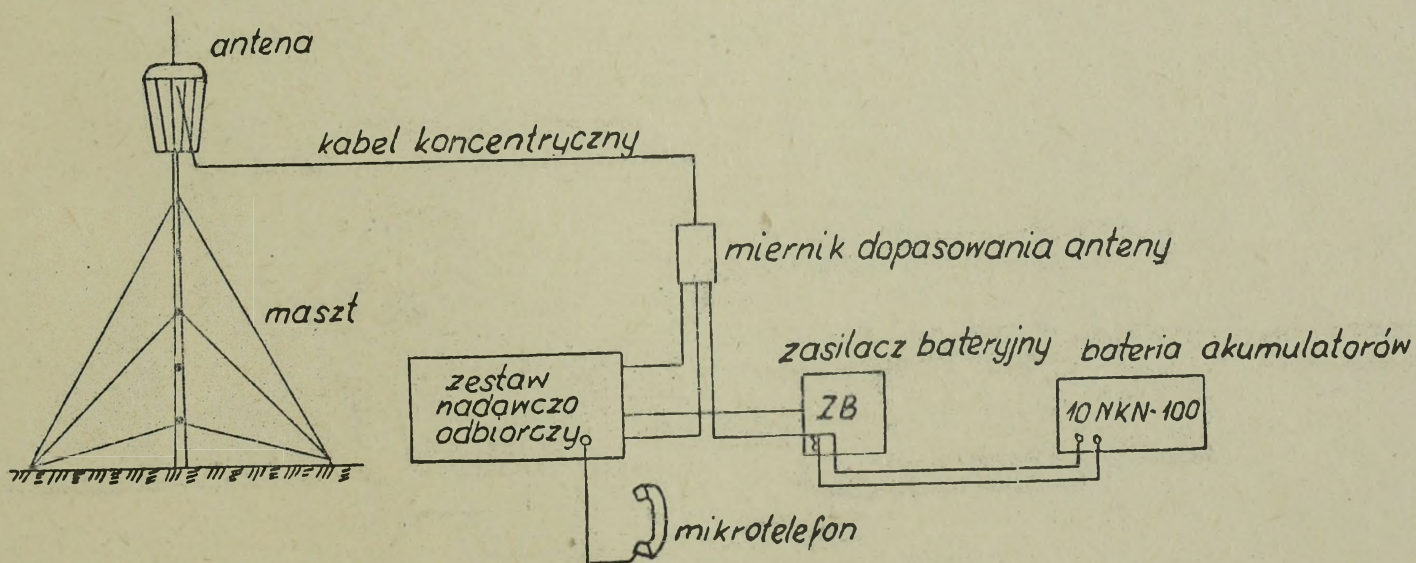 antena
kabel koncentryczny
miernik dopasowania anteny
maszt
zasilacz bateryjny
bateria akumulatorów
zestaw
nadawczo
odbiorczy
ZB
10 NKN-100
mikrotelefon